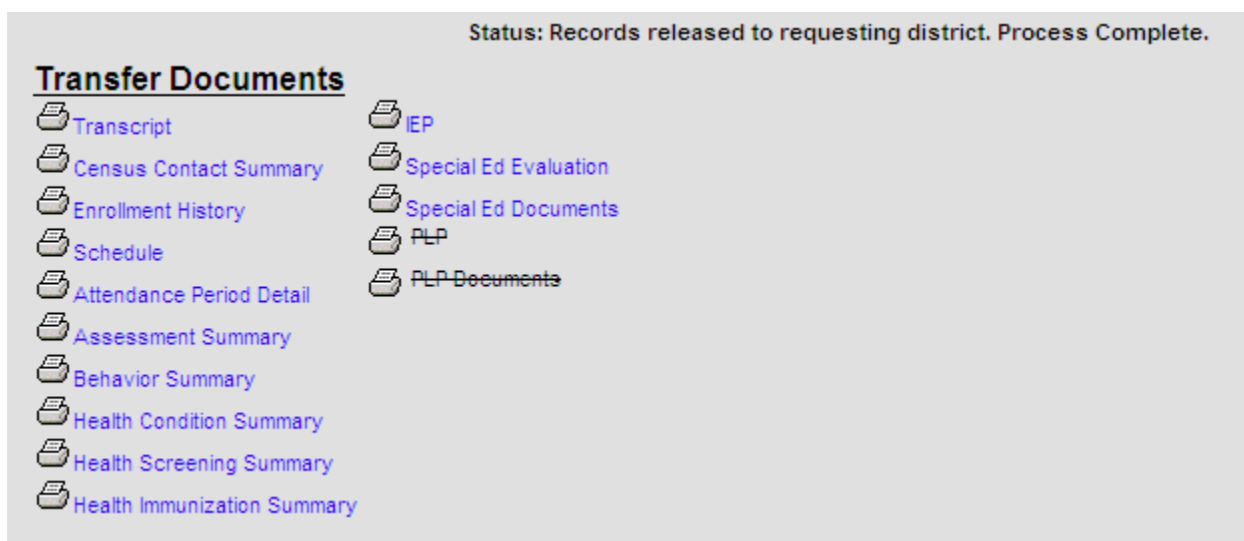 Status: Records released to requesting district. Process Complete.
Transfer Documents
Transcript
Census Contact Summary
Enrollment History
Schedule
Attendance Period Detail
Assessment Summary
Behavior Summary
Health Condition Summary
Health Screening Summary
Health Immunization Summary
IEP
Special Ed Evaluation
Special Ed Documents
PLP
PLP Documents